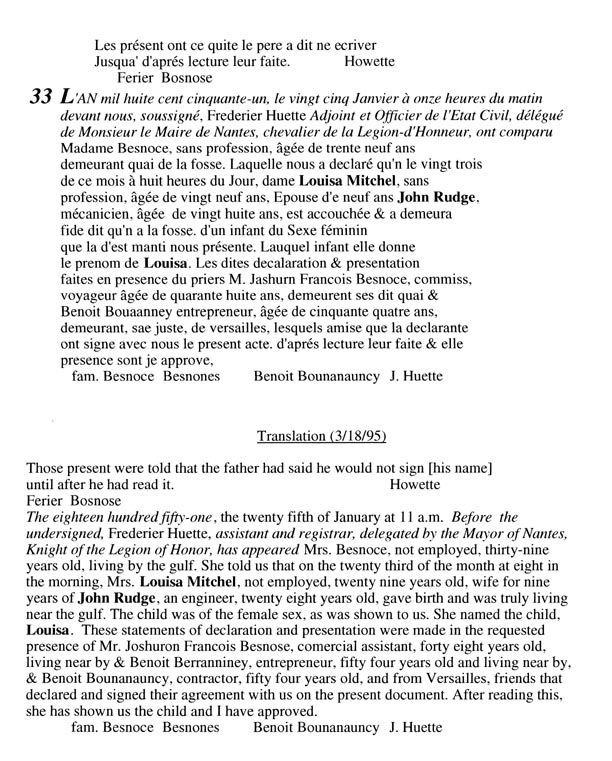 Les présent ont ce quite le pere a dit ne ecriver
Jusqua' d'aprés lecture leur faite. Howette
Ferier Bosnose
33 L'AN mil huite cent cinquante-un, le vingt cinq Janvier à onze heures du matin
devant nous, soussigné, Frederier Huette Adjoint et Officier de l'Etat Civil, délégué
de Monsieur le Maire de Nantes, chevalier de la Legion-d'Honneur, ont comparu
Madame Besnoce, sans profession, âgée de trente neuf ans
demeurant quai de la fosse. Laquelle nous a declaré qu'n le vingt trois
de ce mois à huit heures du Jour, dame Louisa Mitchel, sans
profession, âgée de vingt neuf ans, Epouse d'e neuf ans John Rudge,
mécanicien, âgée de vingt huite ans, est accouchée & a demeura
fide dit qu'n a la fosse. d'un infant du Sexe féminin
que la d'est manti nous présente. Lauquel infant elle donne
le prenom de Louisa. Les dites decalaration & presentation
faites en presence du priers M. Jashurn Francois Besnoce, commiss,
voyageur âgée de quarante huite ans, demeurent ses dit quai &
Benoit Bouaanney entrepreneur, âgée de cinquante quatre ans,
demeurant, sae juste, de versailles, lesquels amise que la declarante
ont signe avec nous le present acte. d'aprés lecture leur faite & elle
presence sont je approve,
fam. Besnoce Besnones Benoit Bounanauncy J. Huette
Translation (3/18/95)
Those present were told that the father had said he would not sign [his name]
until after he had read it. Howette
Ferier Bosnose
The eighteen hundred fifty-one, the twenty fifth of January at 11 a.m. Before the
undersigned, Frederier Huette, assistant and registrar, delegated by the Mayor of Nantes,
Knight of the Legion of Honor, has appeared Mrs. Besnoce, not employed, thirty-nine
years old, living by the gulf. She told us that on the twenty third of the month at eight in
the morning, Mrs. Louisa Mitchel, not employed, twenty nine years old, wife for nine
years of John Rudge, an engineer, twenty eight years old, gave birth and was truly living
near the gulf. The child was of the female sex, as was shown to us. She named the child,
Louisa. These statements of declaration and presentation were made in the requested
presence of Mr. Joshuron Francois Besnose, comercial assistant, forty eight years old,
living near by & Benoit Berranniney, entrepreneur, fifty four years old and living near by,
& Benoit Bounanauncy, contractor, fifty four years old, and from Versailles, friends that
declared and signed their agreement with us on the present document. After reading this,
she has shown us the child and I have approved.
fam. Besnoce Besnones Benoit Bounanauncy J. Huette